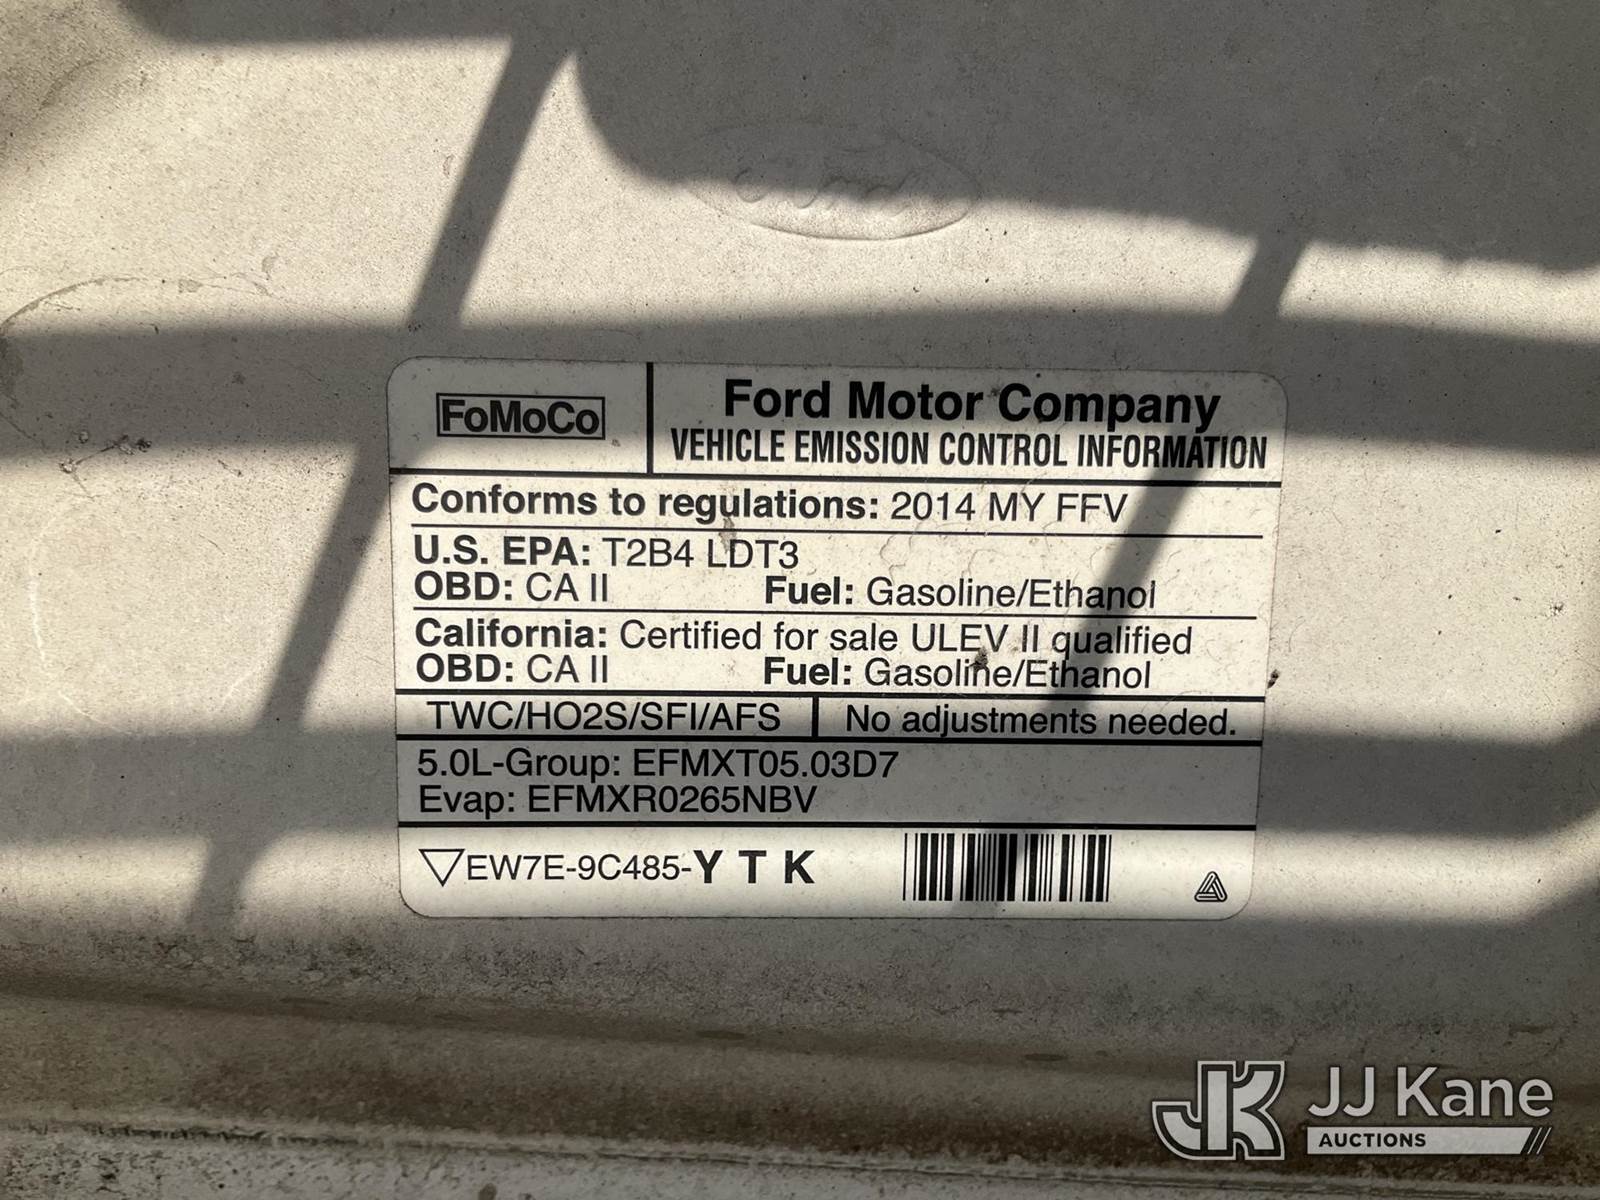 Ford
FoMoCo
Ford Motor Company
VEHICLE EMISSION CONTROL INFORMATION
Conforms to regulations: 2014 MY FFV
U.S. EPA: T2B4 LDT3
OBD: CA II Fuel: Gasoline/Ethanol
California: Certified for sale ULEV II qualified
OBD: CA II Fuel: Gasoline/Ethanol
TWC/HO2S/SFI/AFS No adjustments needed.
5.0L-Group: EFMXT05.03D7
Evap: EFMXR0265NBV
EW7E-9C485-Y T K
JK JJ Kane
AUCTIONS